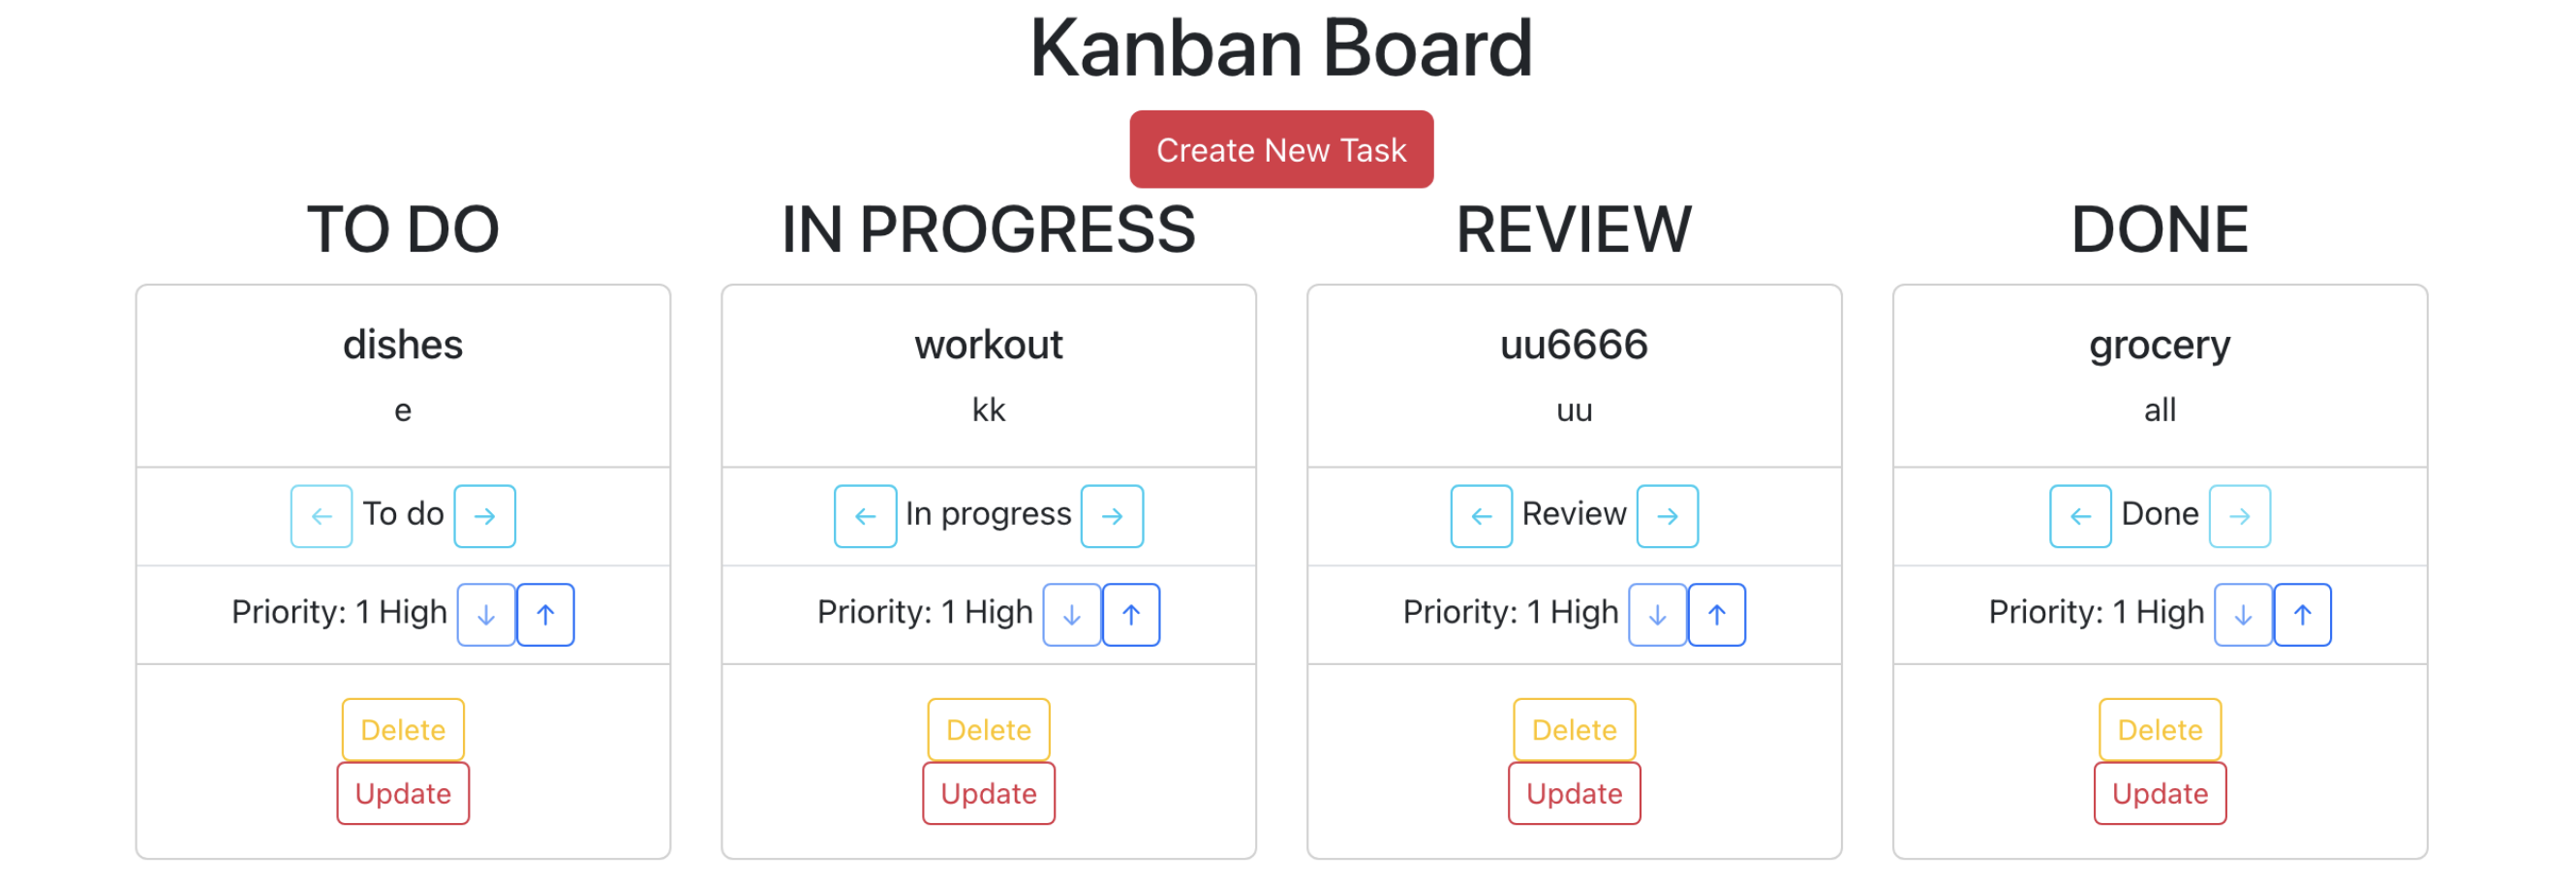 Kanban Board
Create New Task
TO DO
dishes
e
← To do →
Priority: 1 High ↓ ↑
Delete
Update
IN PROGRESS
workout
kk
← In progress →
Priority: 1 High ↓ ↑
Delete
Update
REVIEW
uu6666
uu
← Review →
Priority: 1 High ↓ ↑
Delete
Update
DONE
grocery
all
← Done →
Priority: 1 High ↓ ↑
Delete
Update